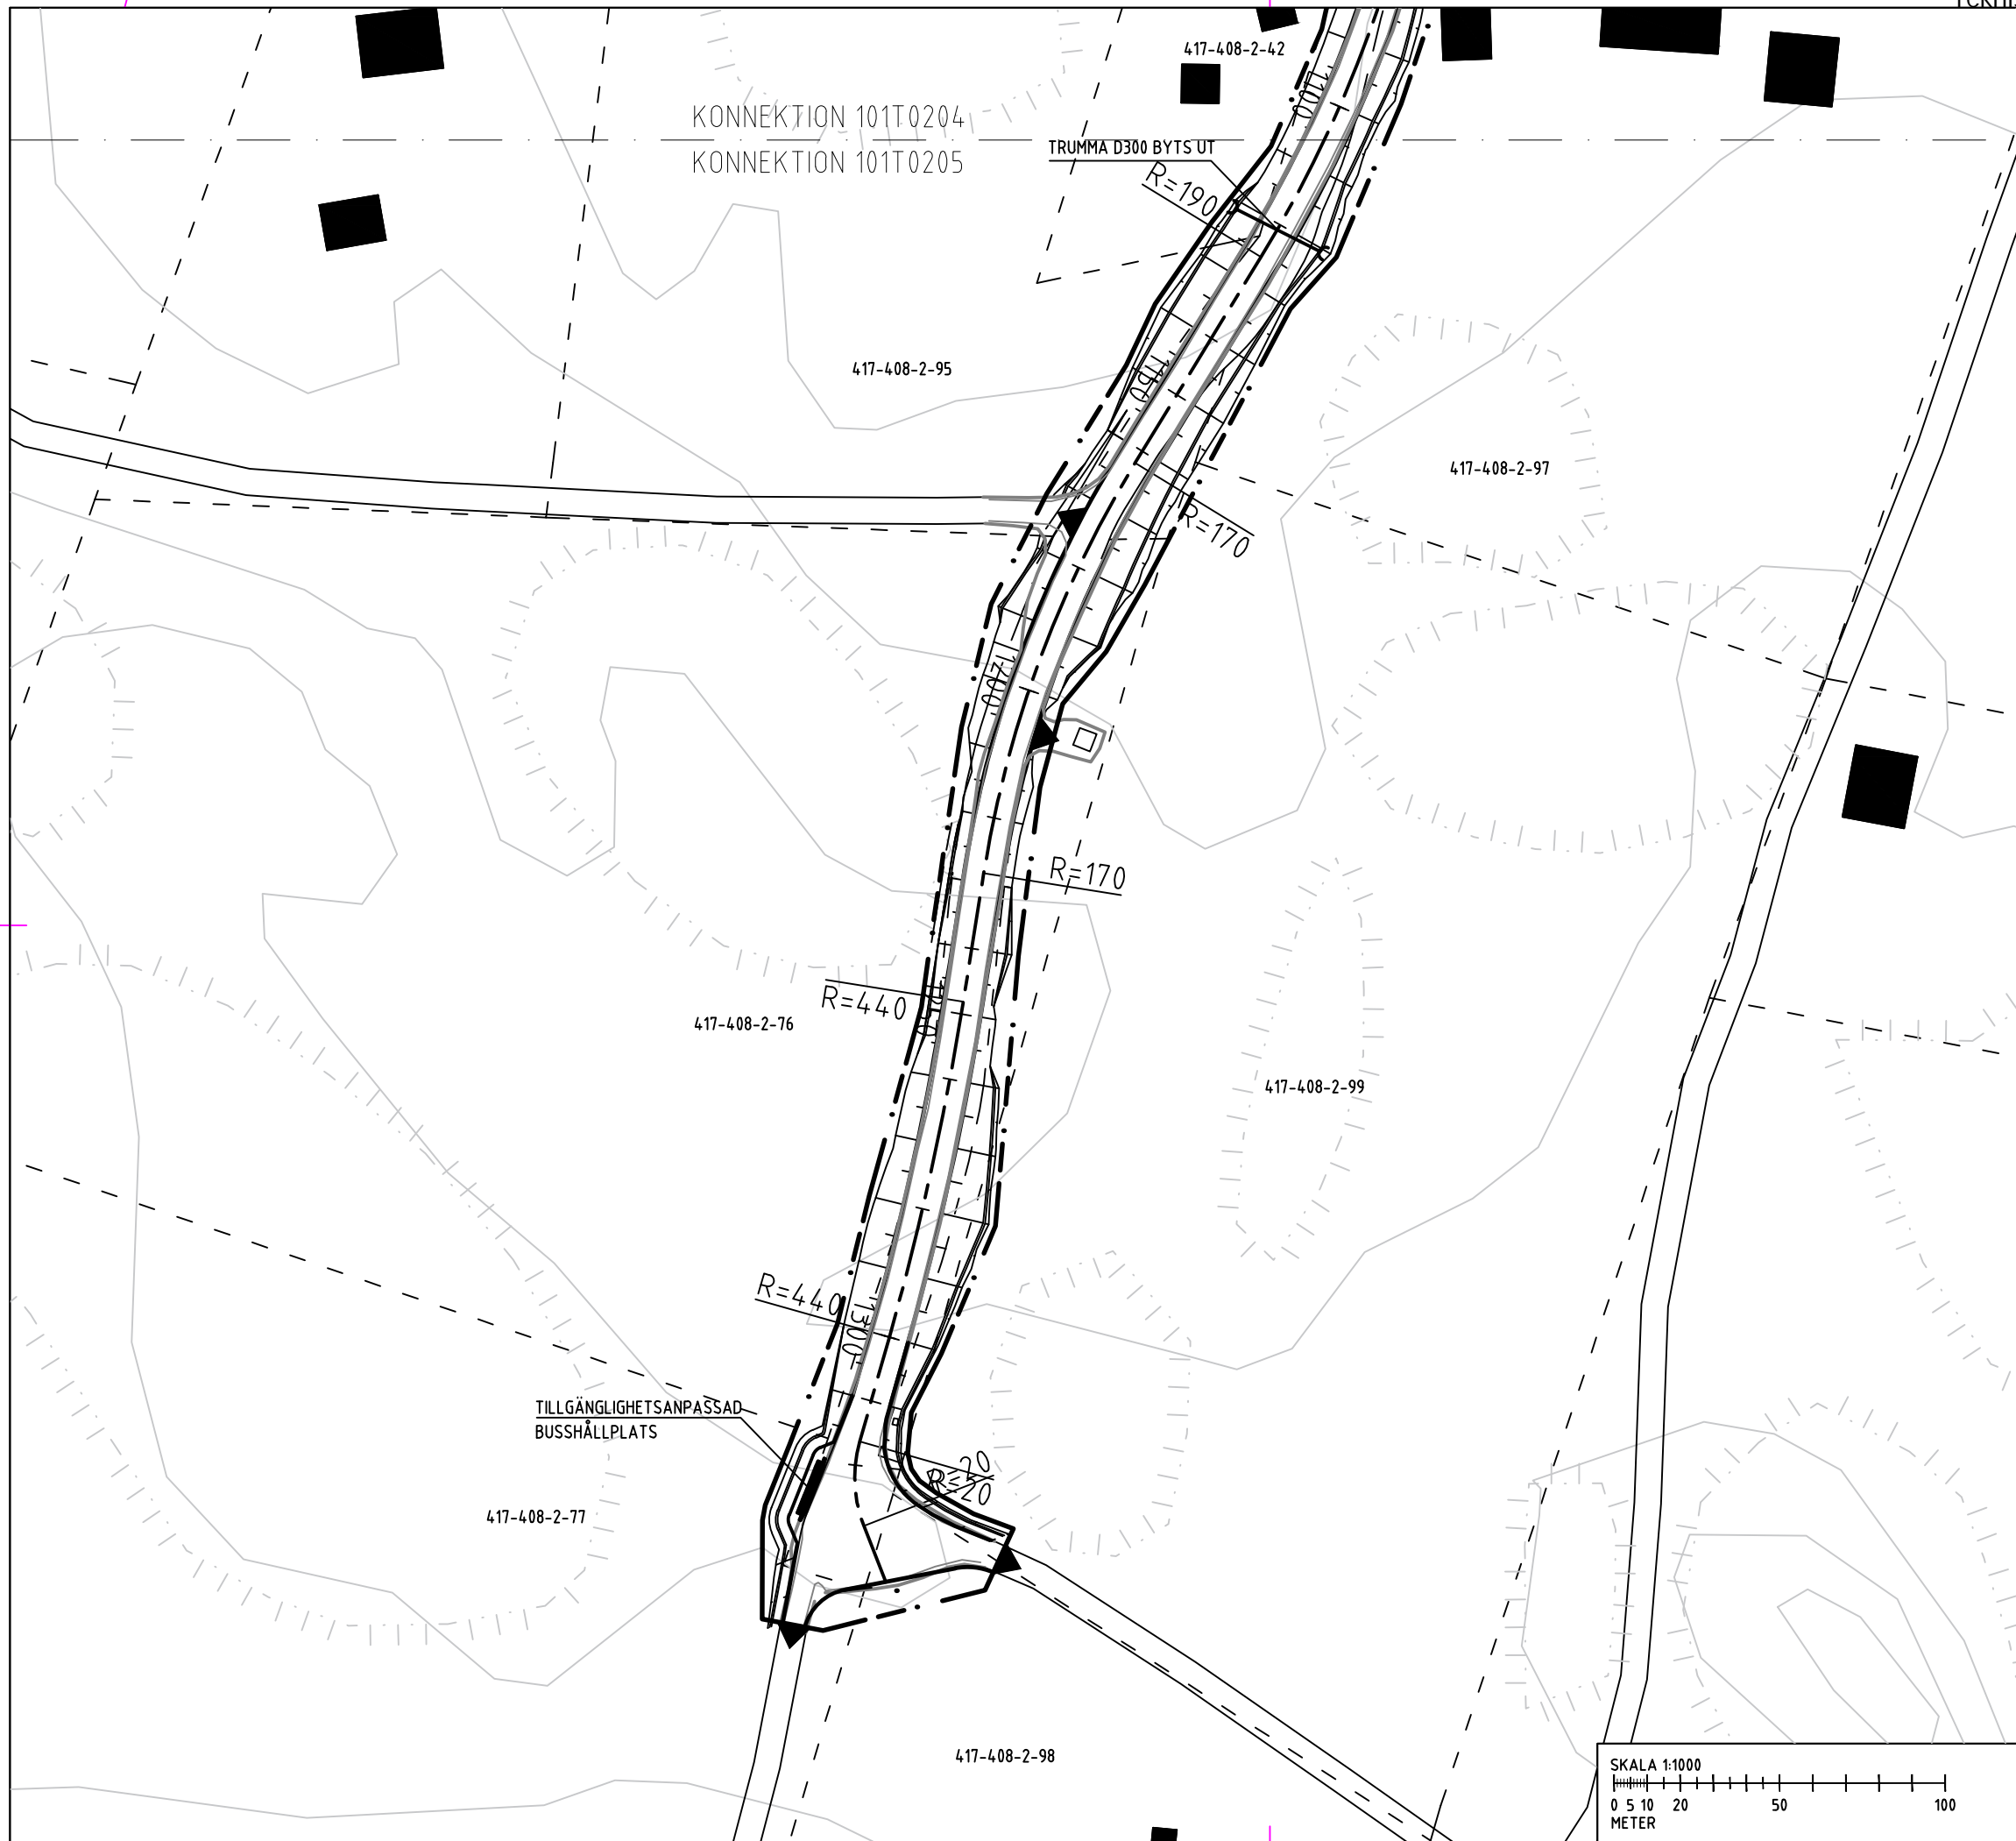 417-408-2-42
KONNEKTION 101T0204
KONNEKTION 101T0205
TRUMMA D300 BYTS UT
R=190
417-408-2-95
417-408-2-97
R=170
1200
R=170
R=440
417-408-2-76
417-408-2-99
R=440
1300
TILLGÄNGLIGHETSANPASSAD
BUSSHÅLLPLATS
R=20
417-408-2-77
417-408-2-98
SKALA 1:1000
0 5 10 20 50 100
METER